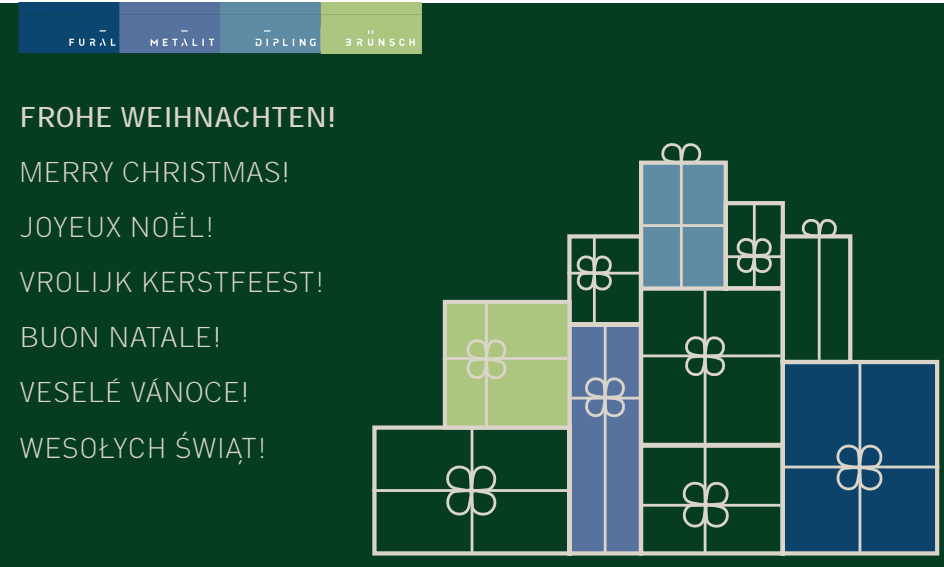 FURAL METALIT DIPLING BRÜNSCH
FROHE WEIHNACHTEN!
MERRY CHRISTMAS!
JOYEUX NOËL!
VROLIJK KERSTFEEST!
BUON NATALE!
VESELÉ VÁNOCE!
WESOŁYCH ŚWIĄT!